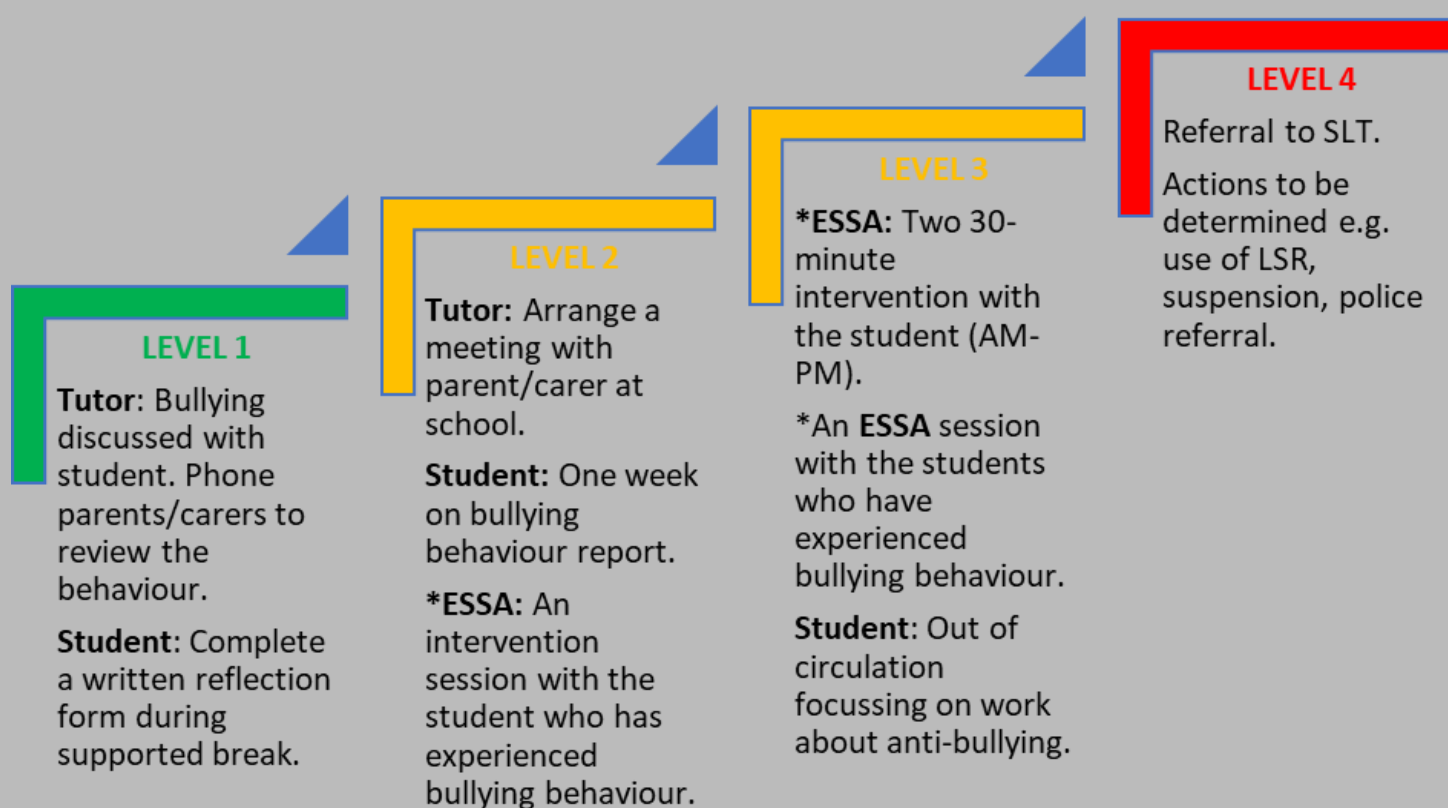 LEVEL 1
Tutor: Bullying
discussed with
student. Phone
parents/carers to
review the
behaviour.
Student: Complete
a written reflection
form during
supported break.
LEVEL 2
Tutor: Arrange a
meeting with
parent/carer at
school.
Student: One week
on bullying
behaviour report.
*ESSA: An
intervention
session with the
student who has
experienced
bullying behaviour.
LEVEL 3
*ESSA: Two 30-
minute
intervention with
the student (AM-
PM).
*An ESSA session
with the students
who have
experienced
bullying behaviour.
Student: Out of
circulation
focussing on work
about anti-bullying.
LEVEL 4
Referral to SLT.
Actions to be
determined e.g.
use of LSR,
suspension, police
referral.